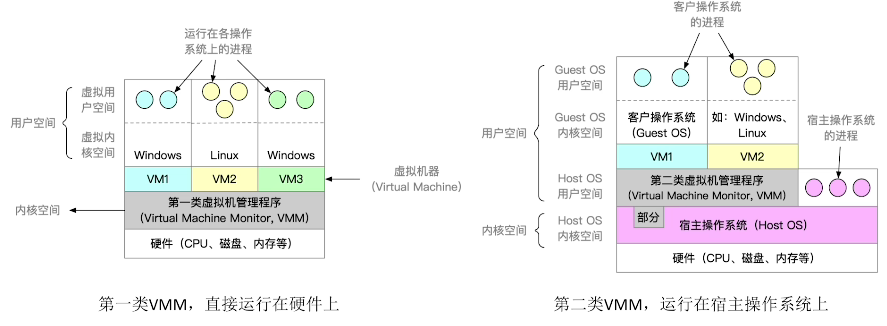 运行在各操作
系统上的进程
虚拟用
户空间
用户空间
虚拟内
核空间
Windows
Linux
Windows
VM1
VM2
VM3
虚拟机器
(Virtual Machine)
内核空间
第一类虚拟机管理程序
(Virtual Machine Monitor, VMM)
硬件（CPU、磁盘、内存等）
第一类VMM，直接运行在硬件上
客户操作系统
的进程
Guest OS
用户空间
Guest OS
内核空间
用户空间
客户操作系统
(Guest OS)
如：Windows、
Linux
宿主操作系统
的进程
VM1
VM2
Host OS
用户空间
第二类虚拟机管理程序
(Virtual Machine Monitor, VMM)
内核空间
Host OS
内核空间
部分
宿主操作系统（Host OS）
硬件（CPU、磁盘、内存等）
第二类VMM，运行在宿主操作系统上